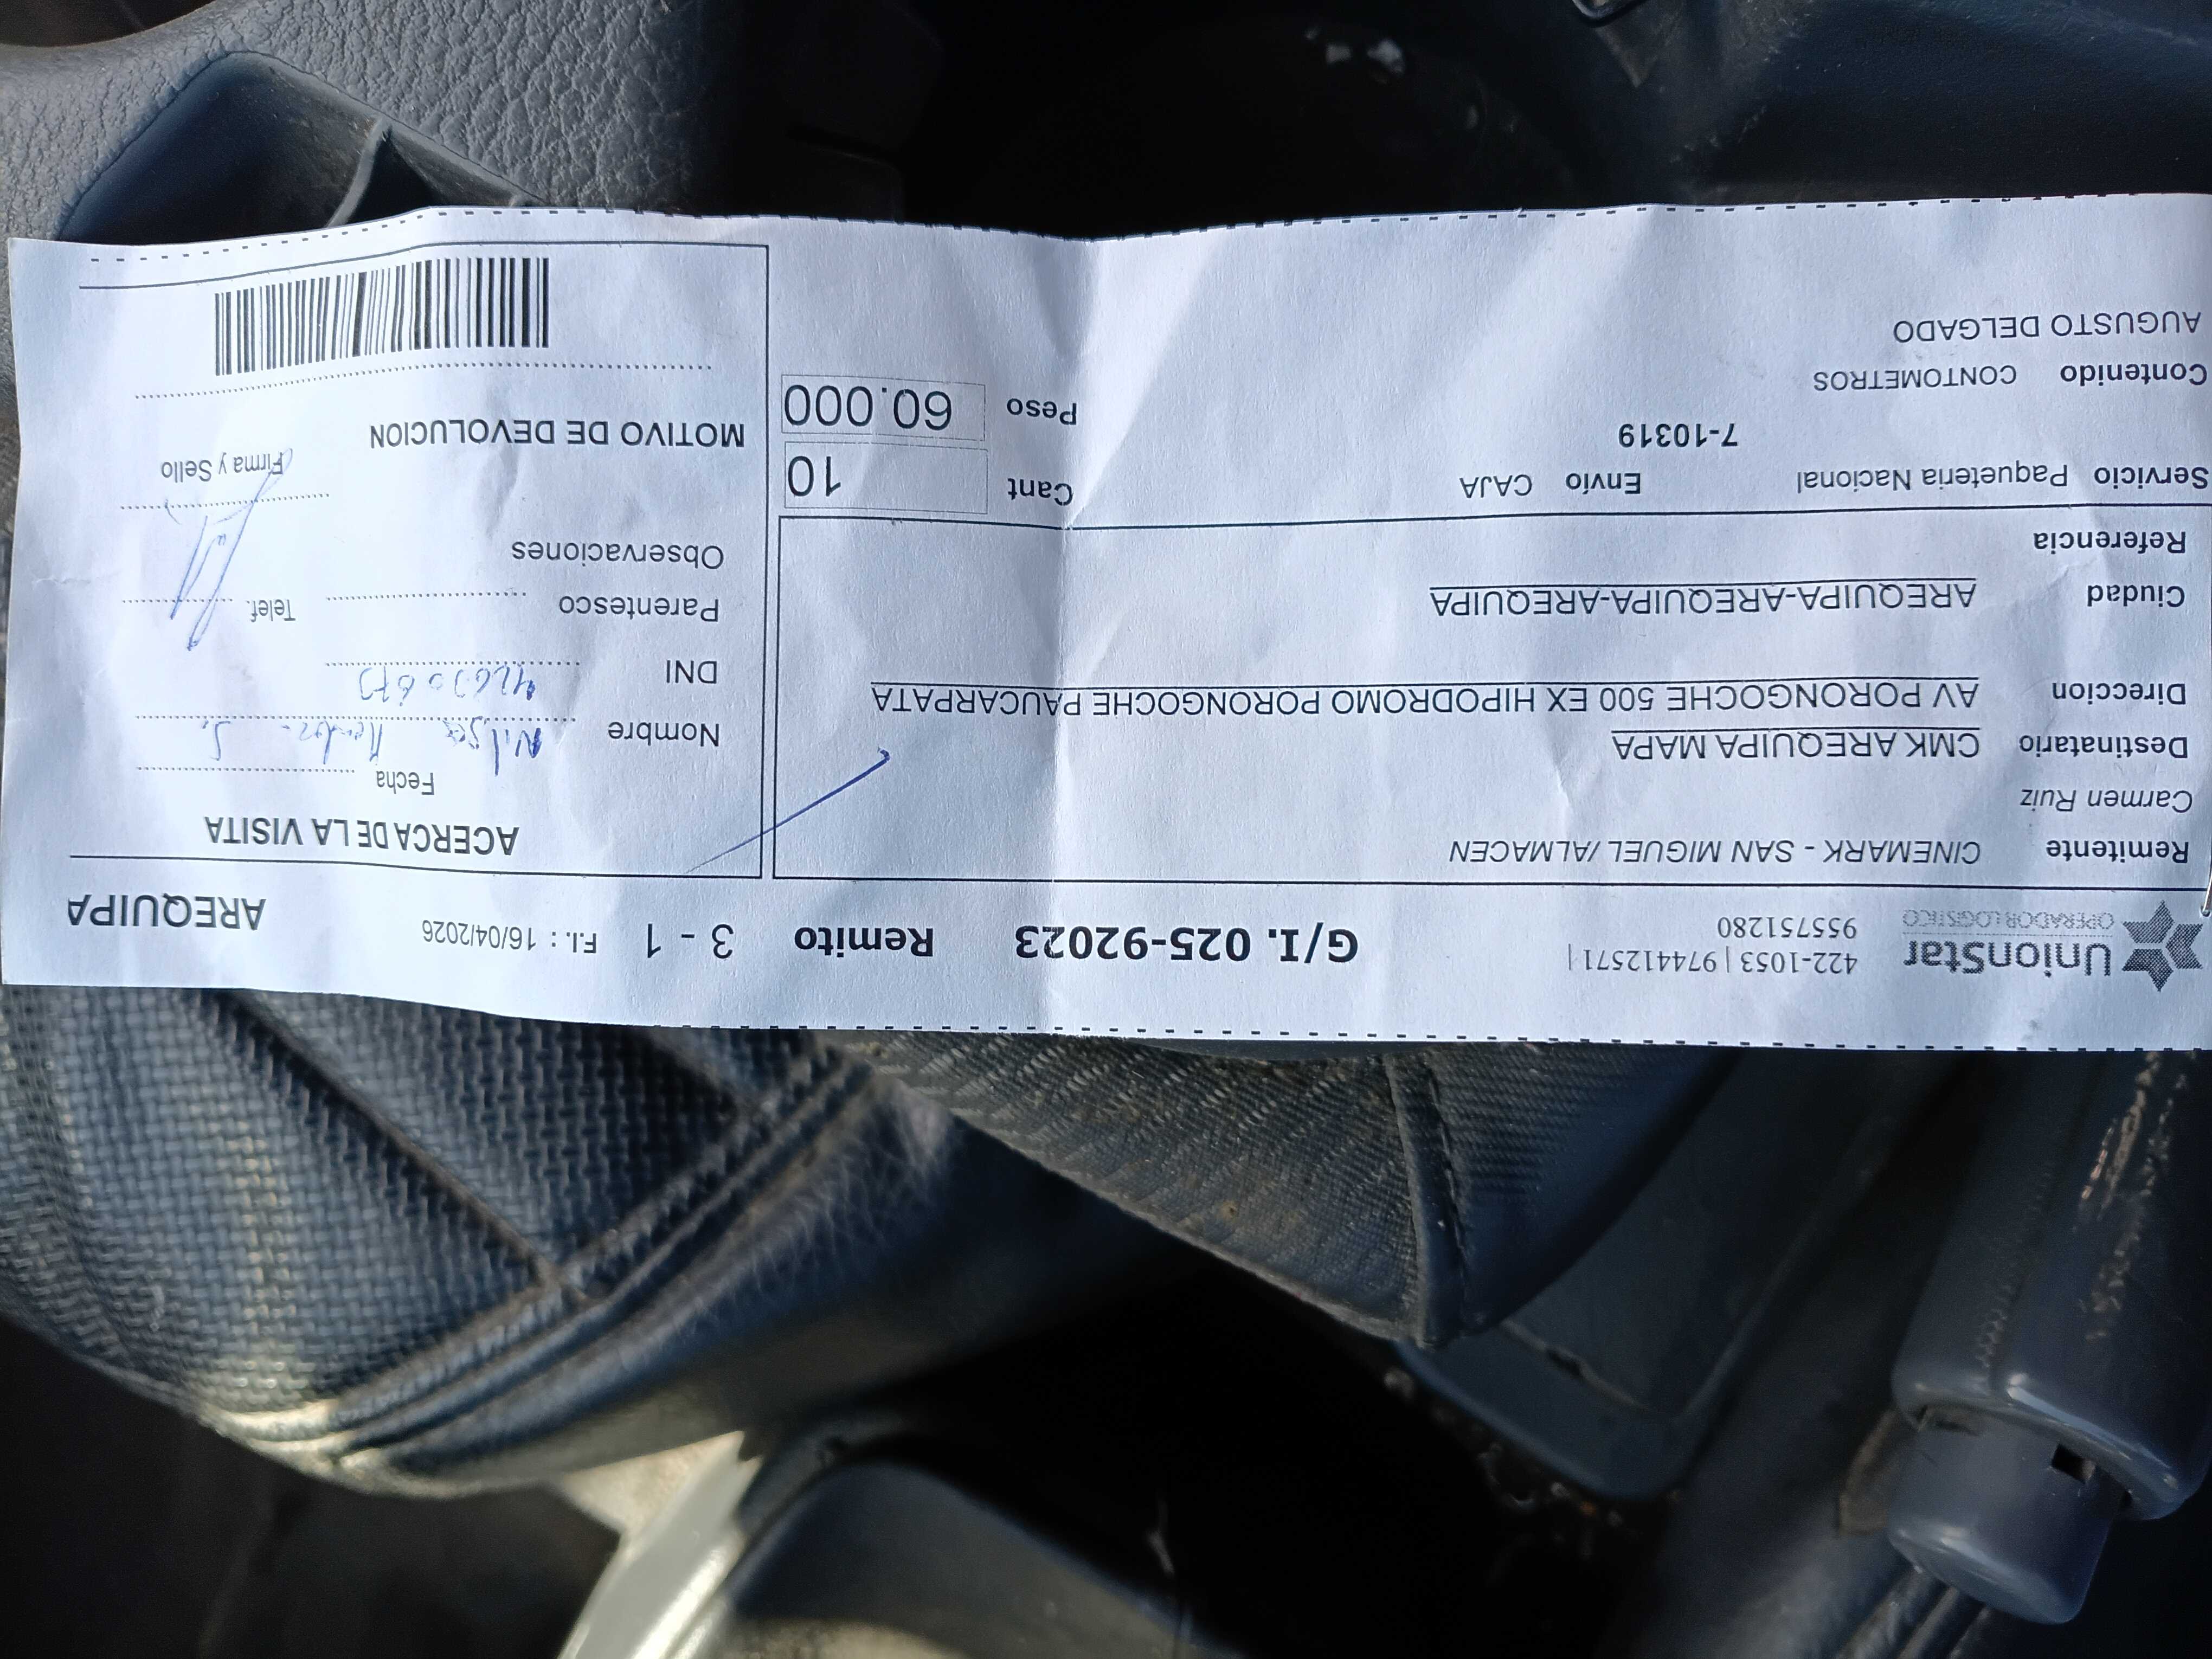 UnionStar
OPERADOR LOGISTICO
422-1053 | 974412571 |
955751280
G/I. 025-92023
Remito 3 - 1
F.I. : 16/04/2026
AREQUIPA
Remitente CINEMARK - SAN MIGUEL /ALMACEN
Carmen Ruiz
Destinatario CMK AREQUIPA MAPA
Direccion AV PORONGOCHE 500 EX HIPODROMO PORONGOCHE PAUCARPATA
Ciudad AREQUIPA-AREQUIPA-AREQUIPA
Referencia
Servicio Paqueteria Nacional Envío CAJA
7-10319
Contenido CONTOMETROS
AUGUSTO DELGADO
Cant 10
Peso 60.000
ACERCA DE LA VISITA
Fecha
Nombre
DNI
Parentesco Telef.
Observaciones
Firma y Sello
MOTIVO DE DEVOLUCION